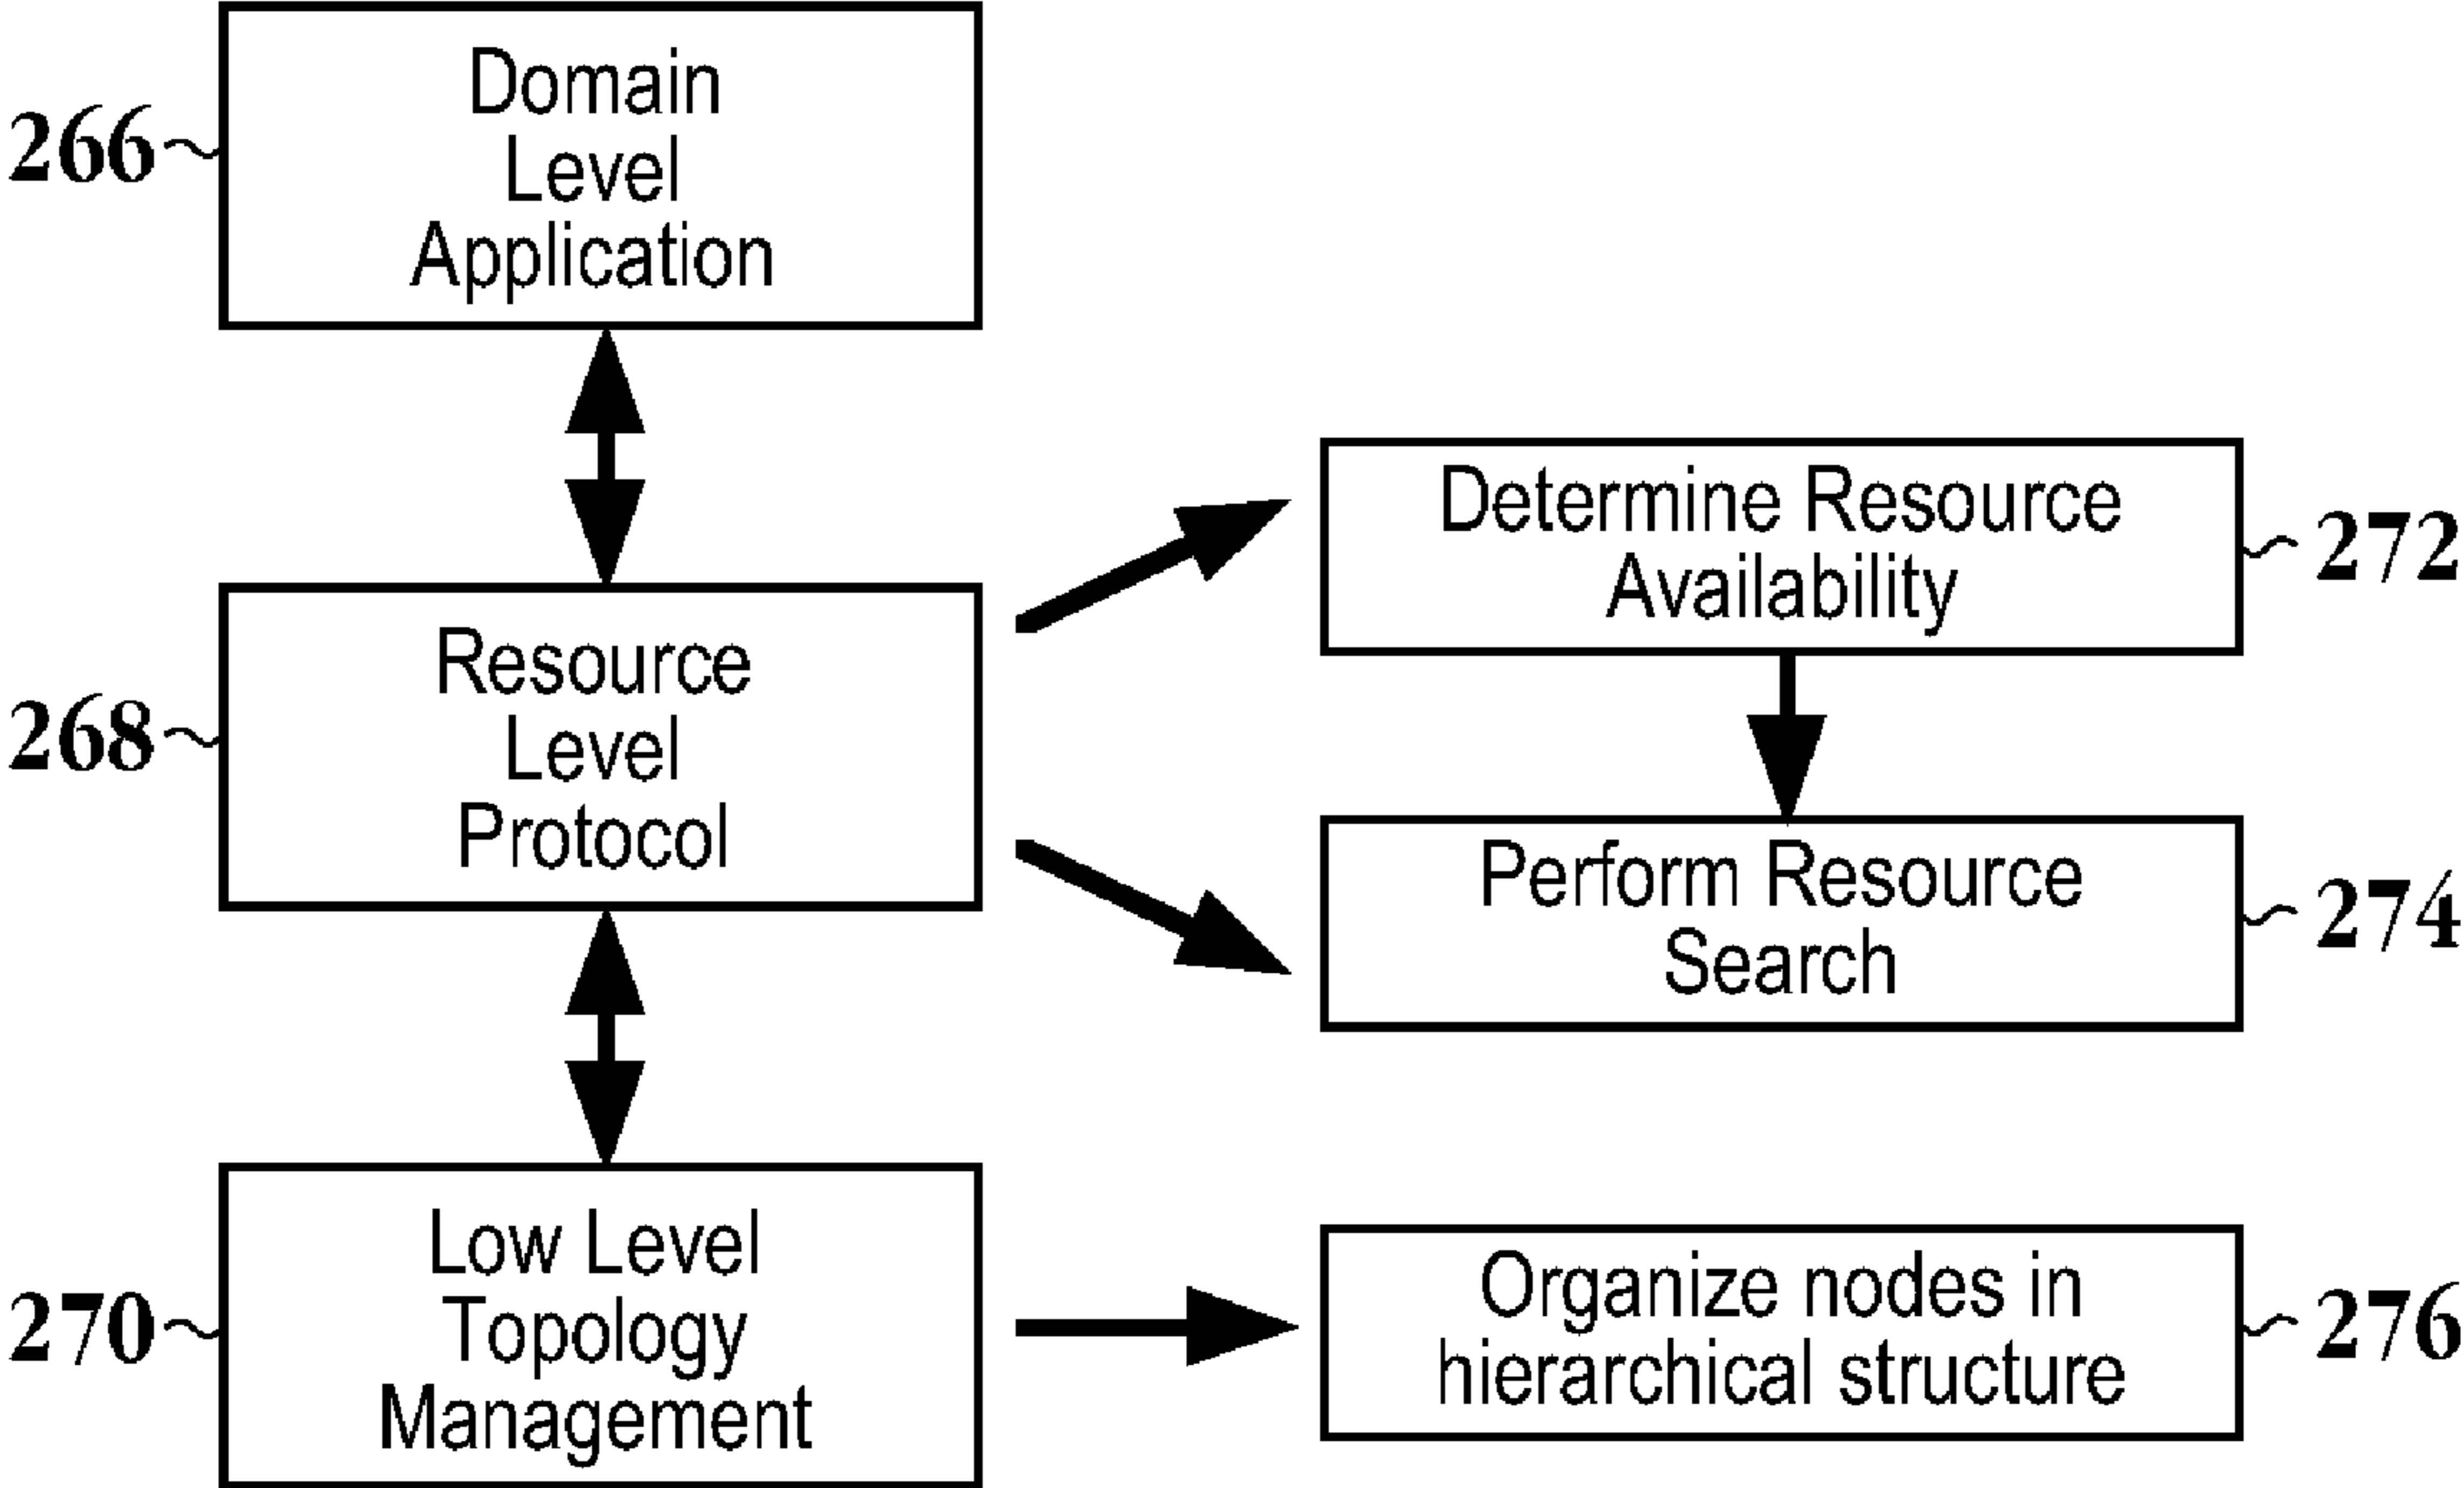 266
Domain
Level
Application
268
Resource
Level
Protocol
270
Low Level
Topology
Management
Determine Resource
Availability
272
Perform Resource
Search
274
Organize nodes in
hierarchical structure
276